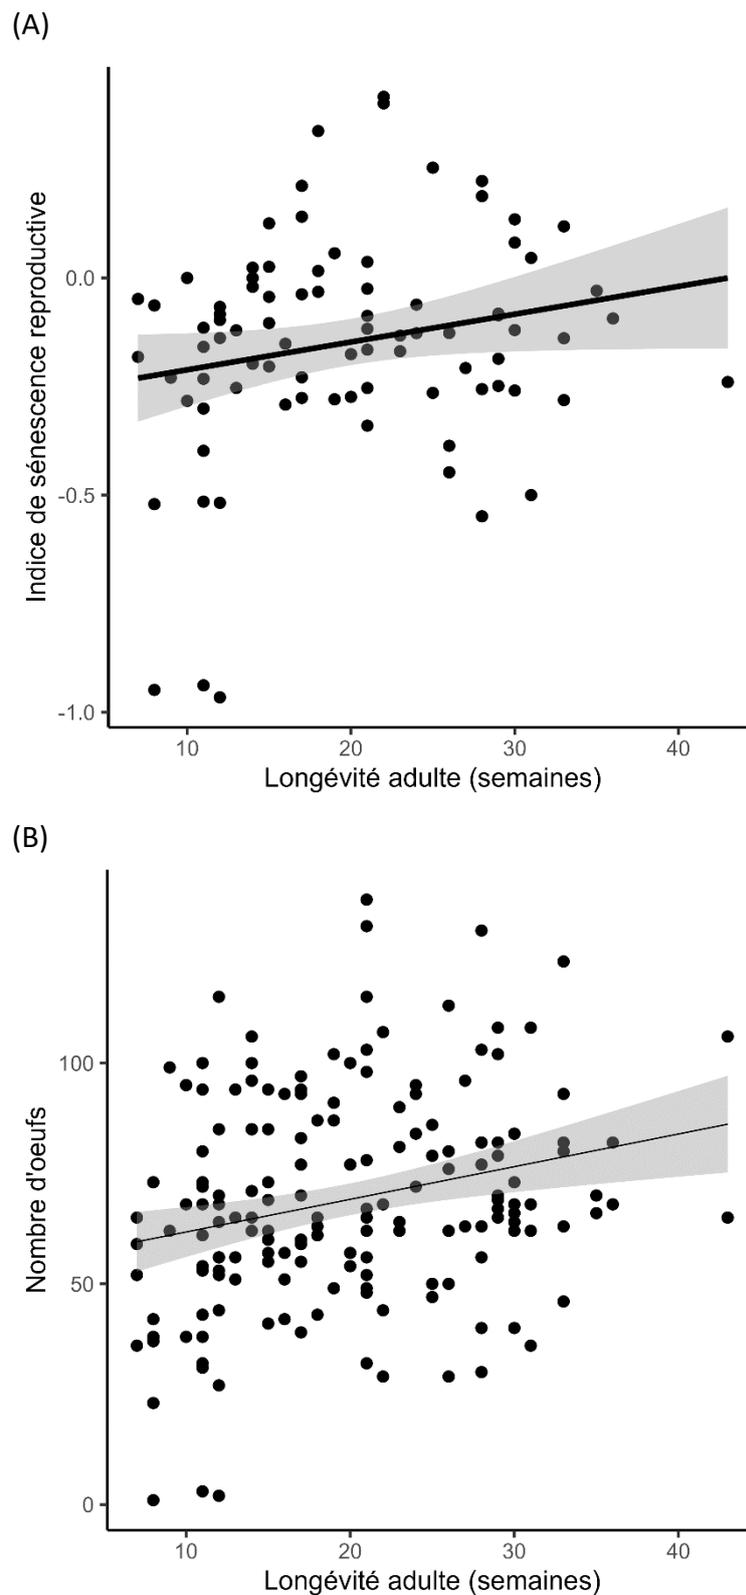 (A)
Indice de sénescence reproductive
0.0
-0.5
-1.0
10 20 30 40
Longévité adulte (semaines)
(B)
Nombre d'oeufs
100
50
0
10 20 30 40
Longévité adulte (semaines)